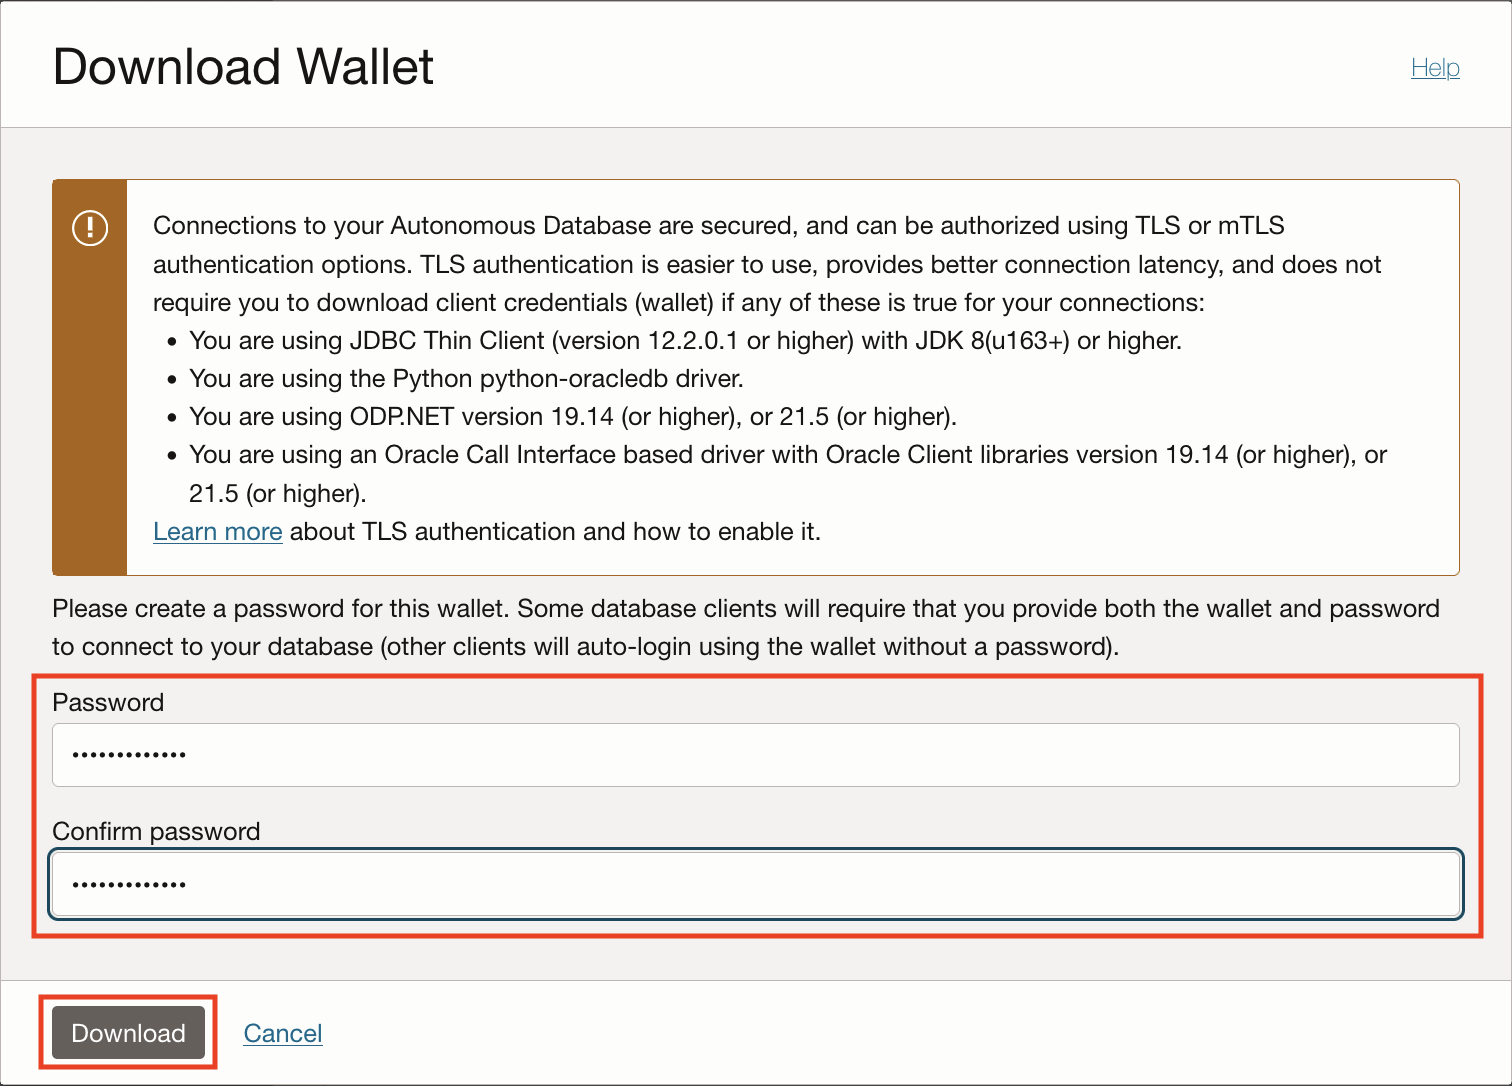 Download Wallet
Help
Connections to your Autonomous Database are secured, and can be authorized using TLS or mTLS
authentication options. TLS authentication is easier to use, provides better connection latency, and does not
require you to download client credentials (wallet) if any of these is true for your connections:
• You are using JDBC Thin Client (version 12.2.0.1 or higher) with JDK 8(u163+) or higher.
• You are using the Python python-oracledb driver.
• You are using ODP.NET version 19.14 (or higher), or 21.5 (or higher).
• You are using an Oracle Call Interface based driver with Oracle Client libraries version 19.14 (or higher), or
21.5 (or higher).
Learn more about TLS authentication and how to enable it.
Please create a password for this wallet. Some database clients will require that you provide both the wallet and password
to connect to your database (other clients will auto-login using the wallet without a password).
Password
•••••••••••••
Confirm password
•••••••••••••
Download
Cancel